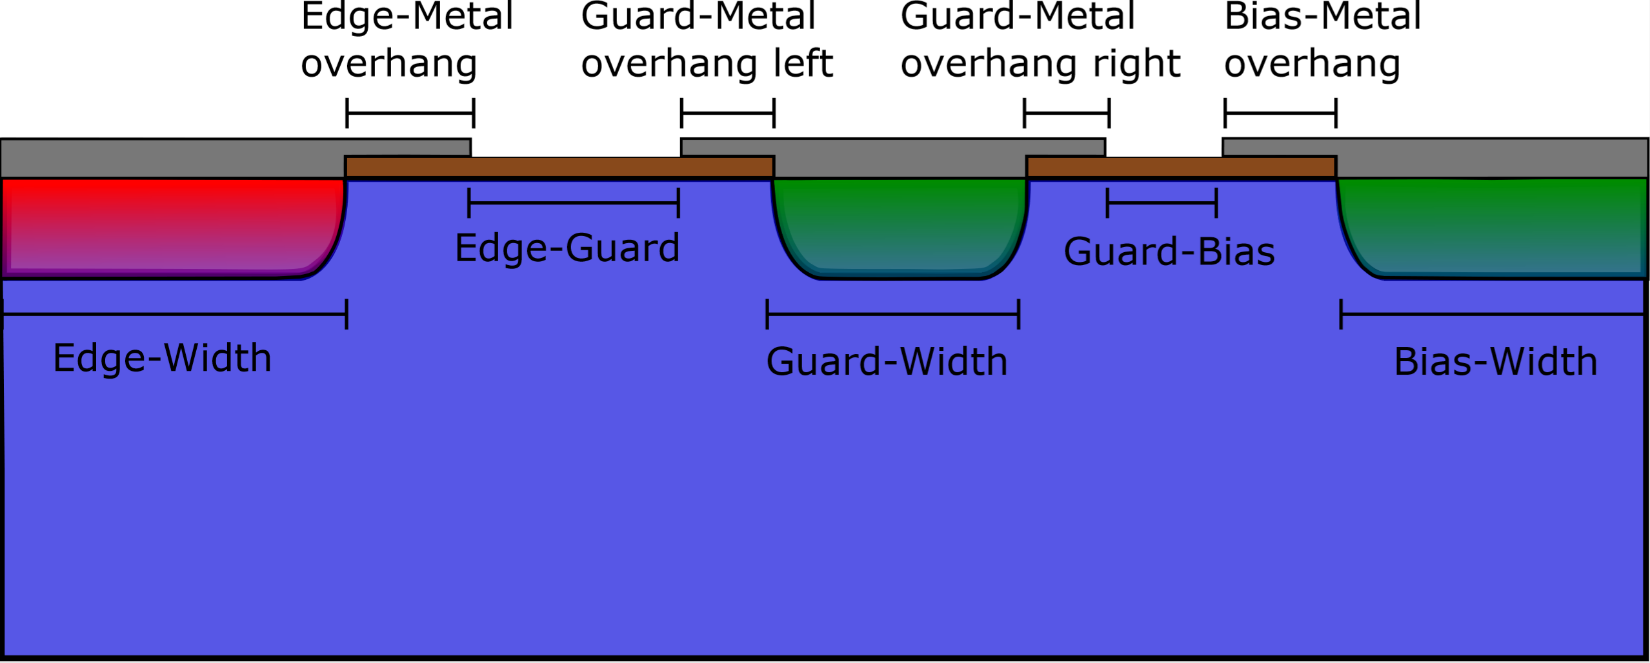 Edge-Metal
overhang
Guard-Metal
overhang left
Guard-Metal
overhang right
Bias-Metal
overhang
Edge-Guard
Guard-Bias
Edge-Width
Guard-Width
Bias-Width